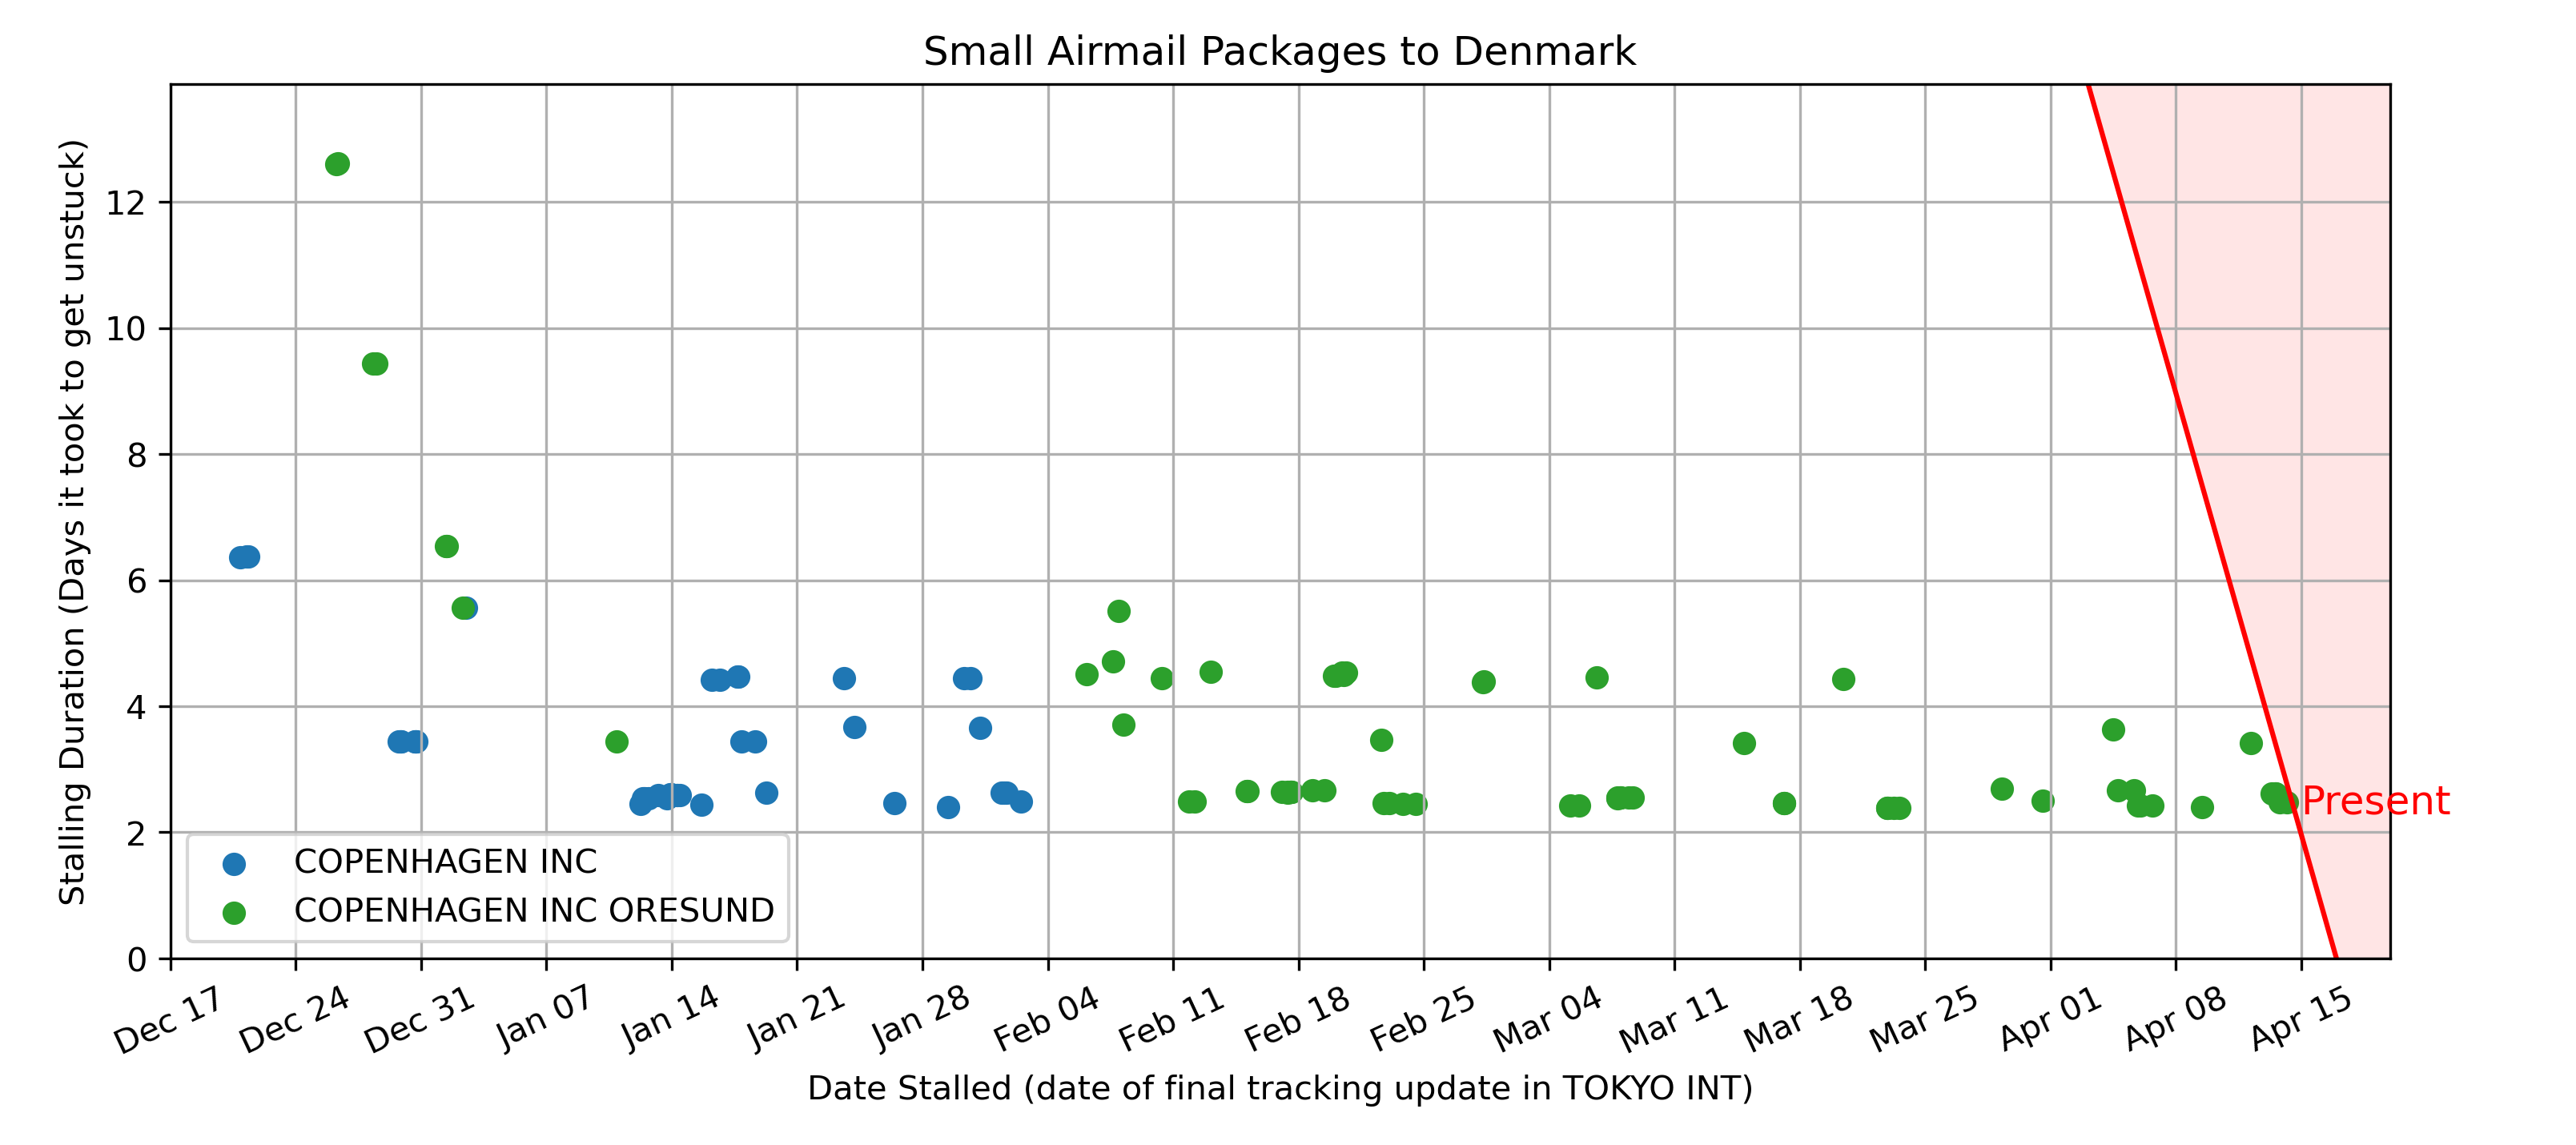 Small Airmail Packages to Denmark
Stalling Duration (Days it took to get unstuck)
12
10
8
6
4
2
0
Present
COPENHAGEN INC
COPENHAGEN INC ORESUND
Dec 17
Dec 24
Dec 31
Jan 07
Jan 14
Jan 21
Jan 28
Feb 04
Feb 11
Feb 18
Feb 25
Mar 04
Mar 11
Mar 18
Mar 25
Apr 01
Apr 08
Apr 15
Date Stalled (date of final tracking update in TOKYO INT)